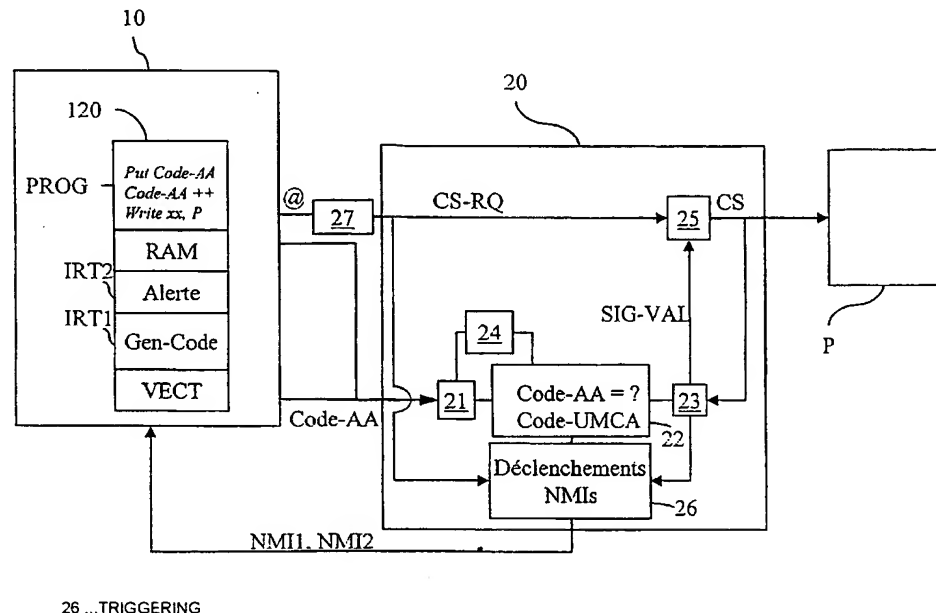 10
20
120
Put Code-AA
Code-AA ++
Write xx, P
PROG
@
27
CS-RQ
25
CS
RAM
IRT2
Alerte
IRT1
Gen-Code
VECT
SIG-VAL
P
24
21
Code-AA = ?
Code-UMCA
22
23
Code-AA
Déclenchements
NMIs
26
NMI1, NMI2
26 ...TRIGGERING